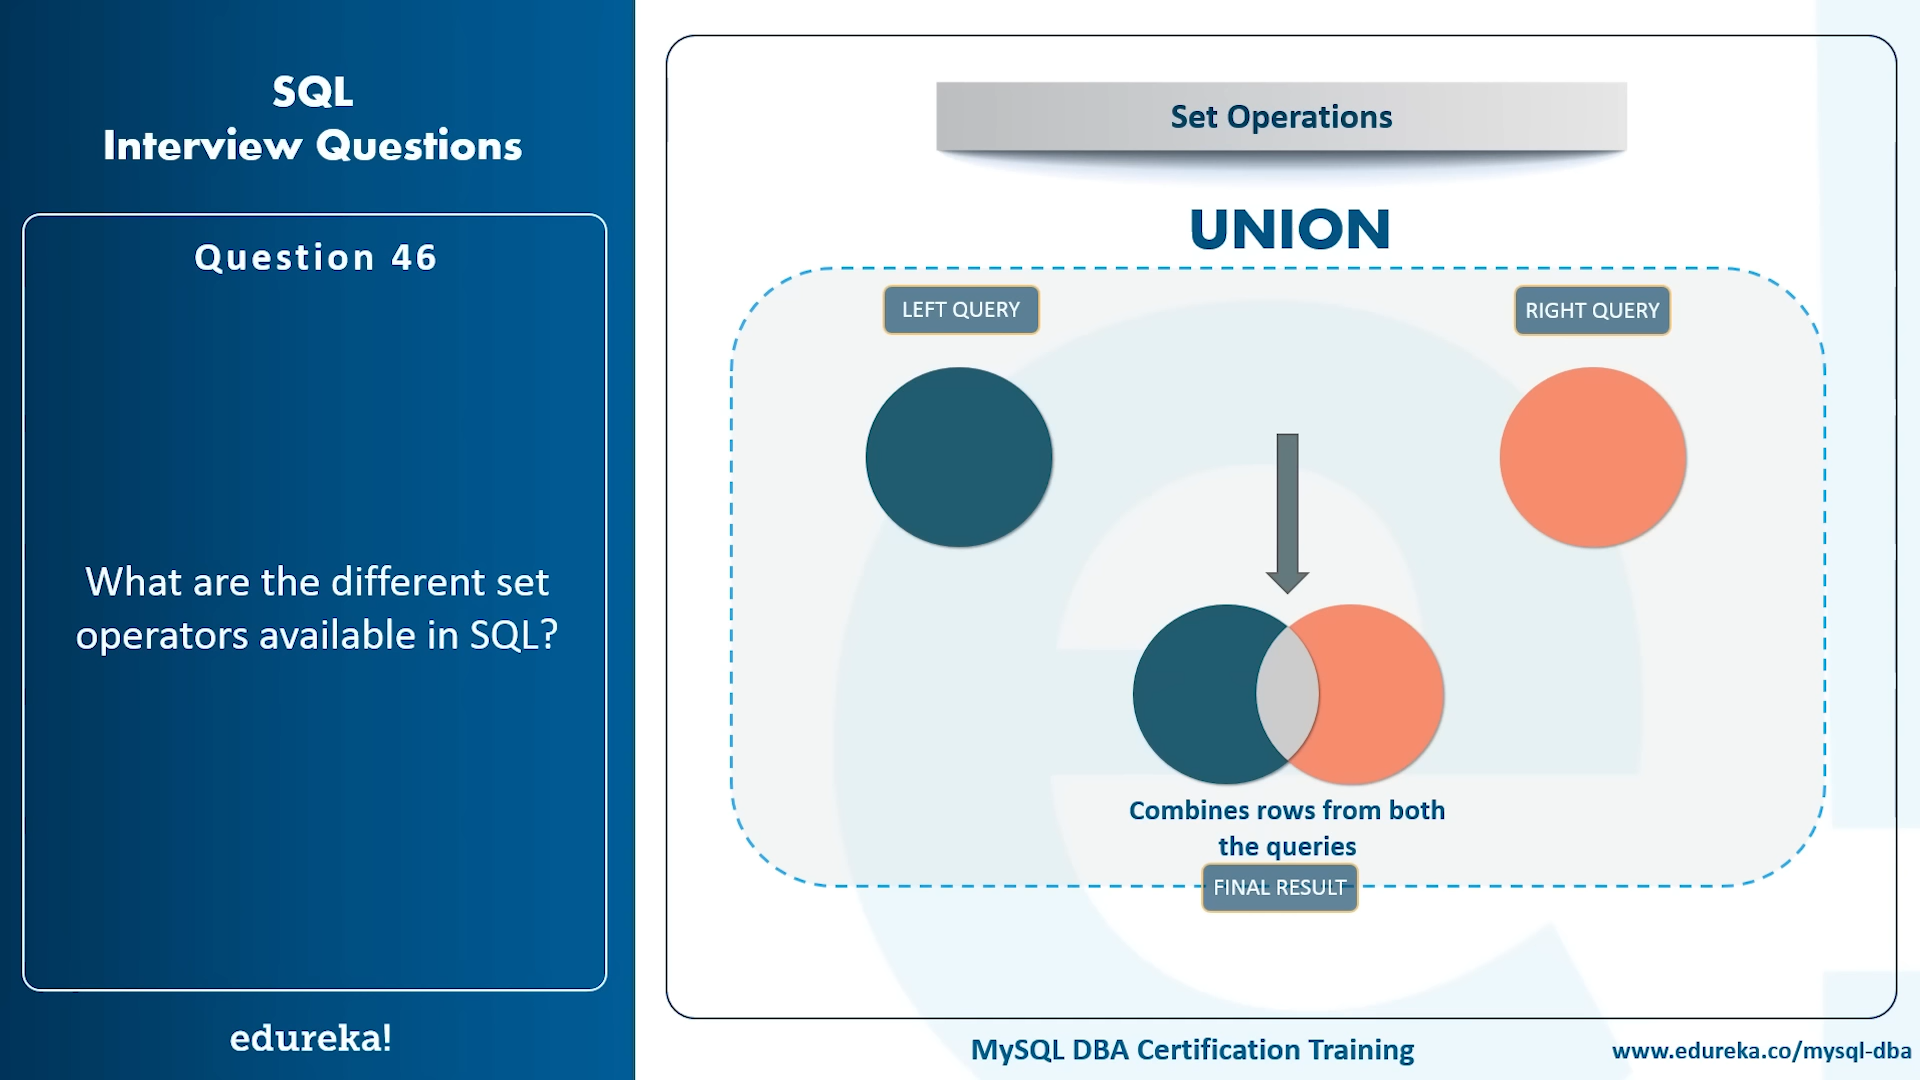 SQL
Interview Questions
Question 46
What are the different set
operators available in SQL?
edureka!
Set Operations
UNION
LEFT QUERY
RIGHT QUERY
Combines rows from both
the queries
FINAL RESULT
MySQL DBA Certification Training
www.edureka.co/mysql-dba